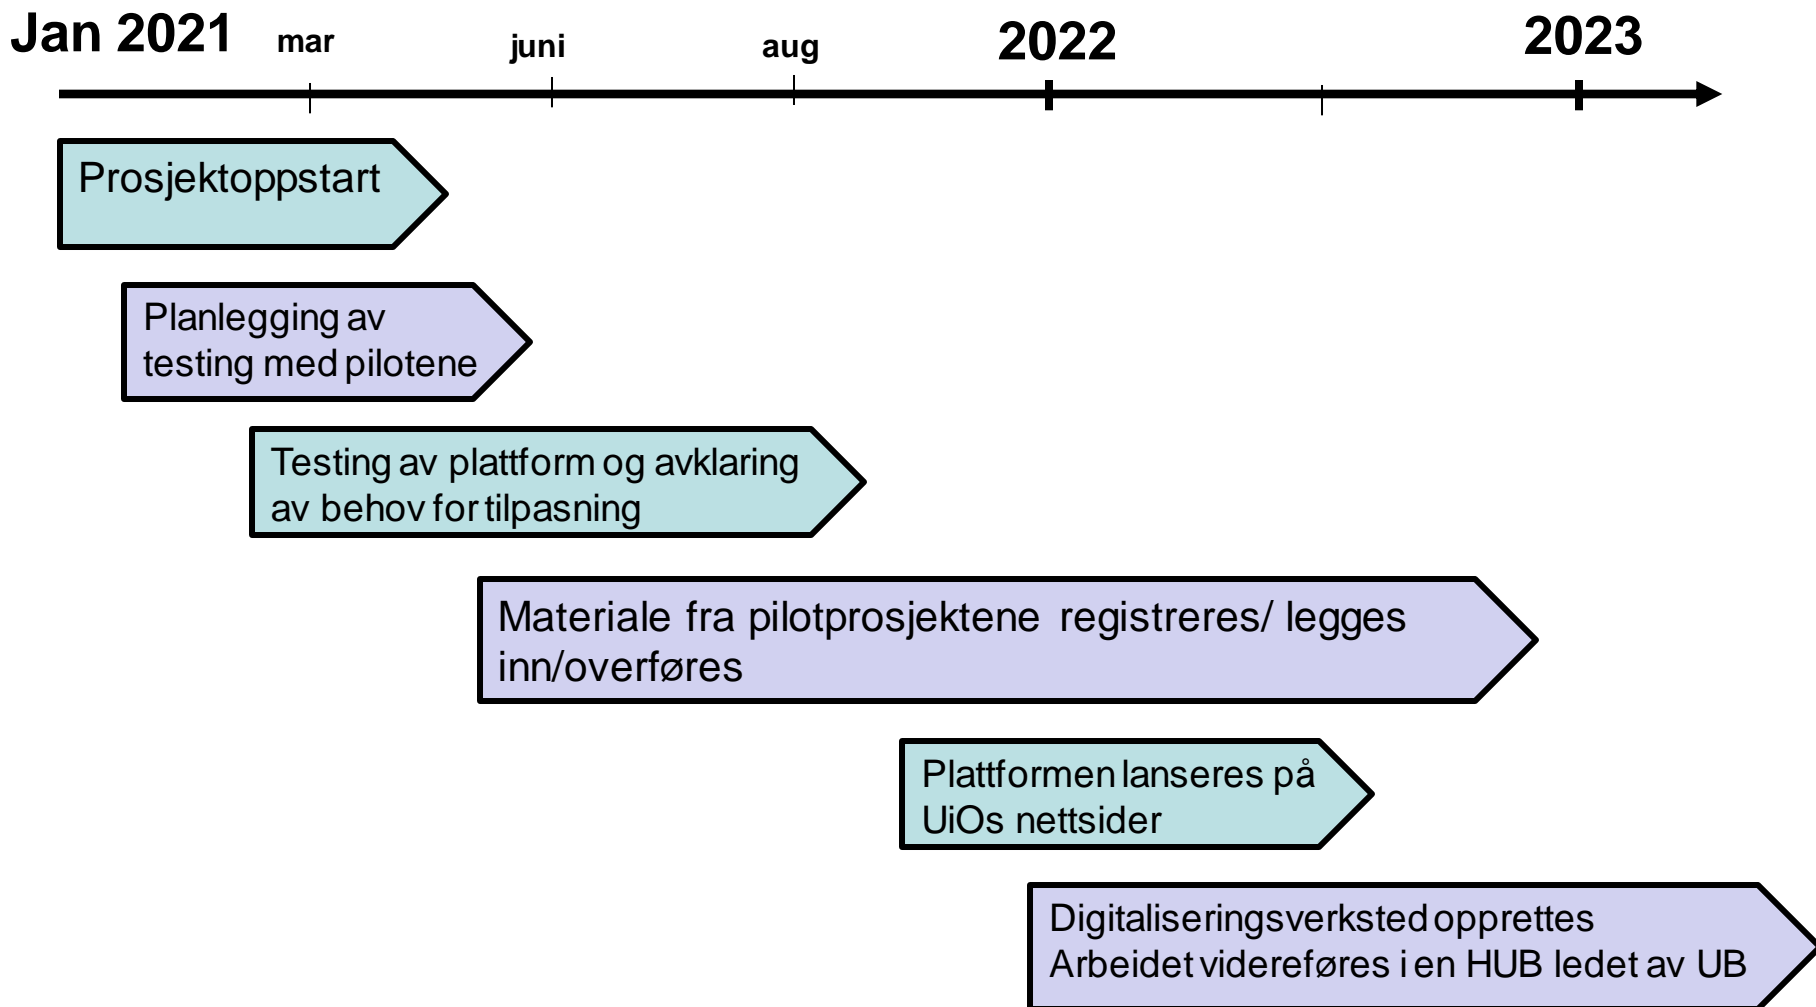 Jan 2021 mar juni aug 2022 2023
Prosjektoppstart
Planlegging av
testing med pilotene
Testing av plattform og avklaring
av behov for tilpasning
Materiale fra pilotprosjektene registreres/ legges
inn/overføres
Plattformen lanseres på
UiOs nettsider
Digitaliseringsverksted opprettes
Arbeidet videreføres i en HUB ledet av UB